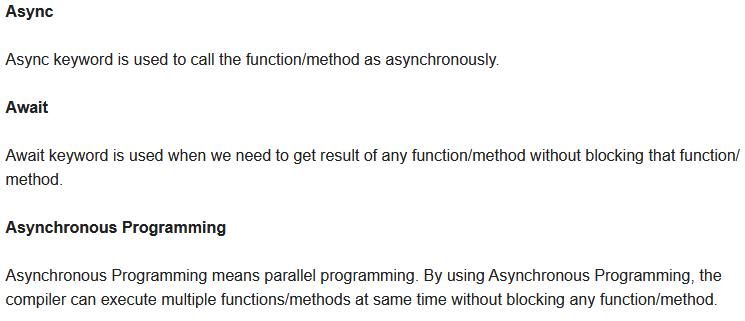 Async
Async keyword is used to call the function/method as asynchronously.
Await
Await keyword is used when we need to get result of any function/method without blocking that function/
method.
Asynchronous Programming
Asynchronous Programming means parallel programming. By using Asynchronous Programming, the
compiler can execute multiple functions/methods at same time without blocking any function/method.